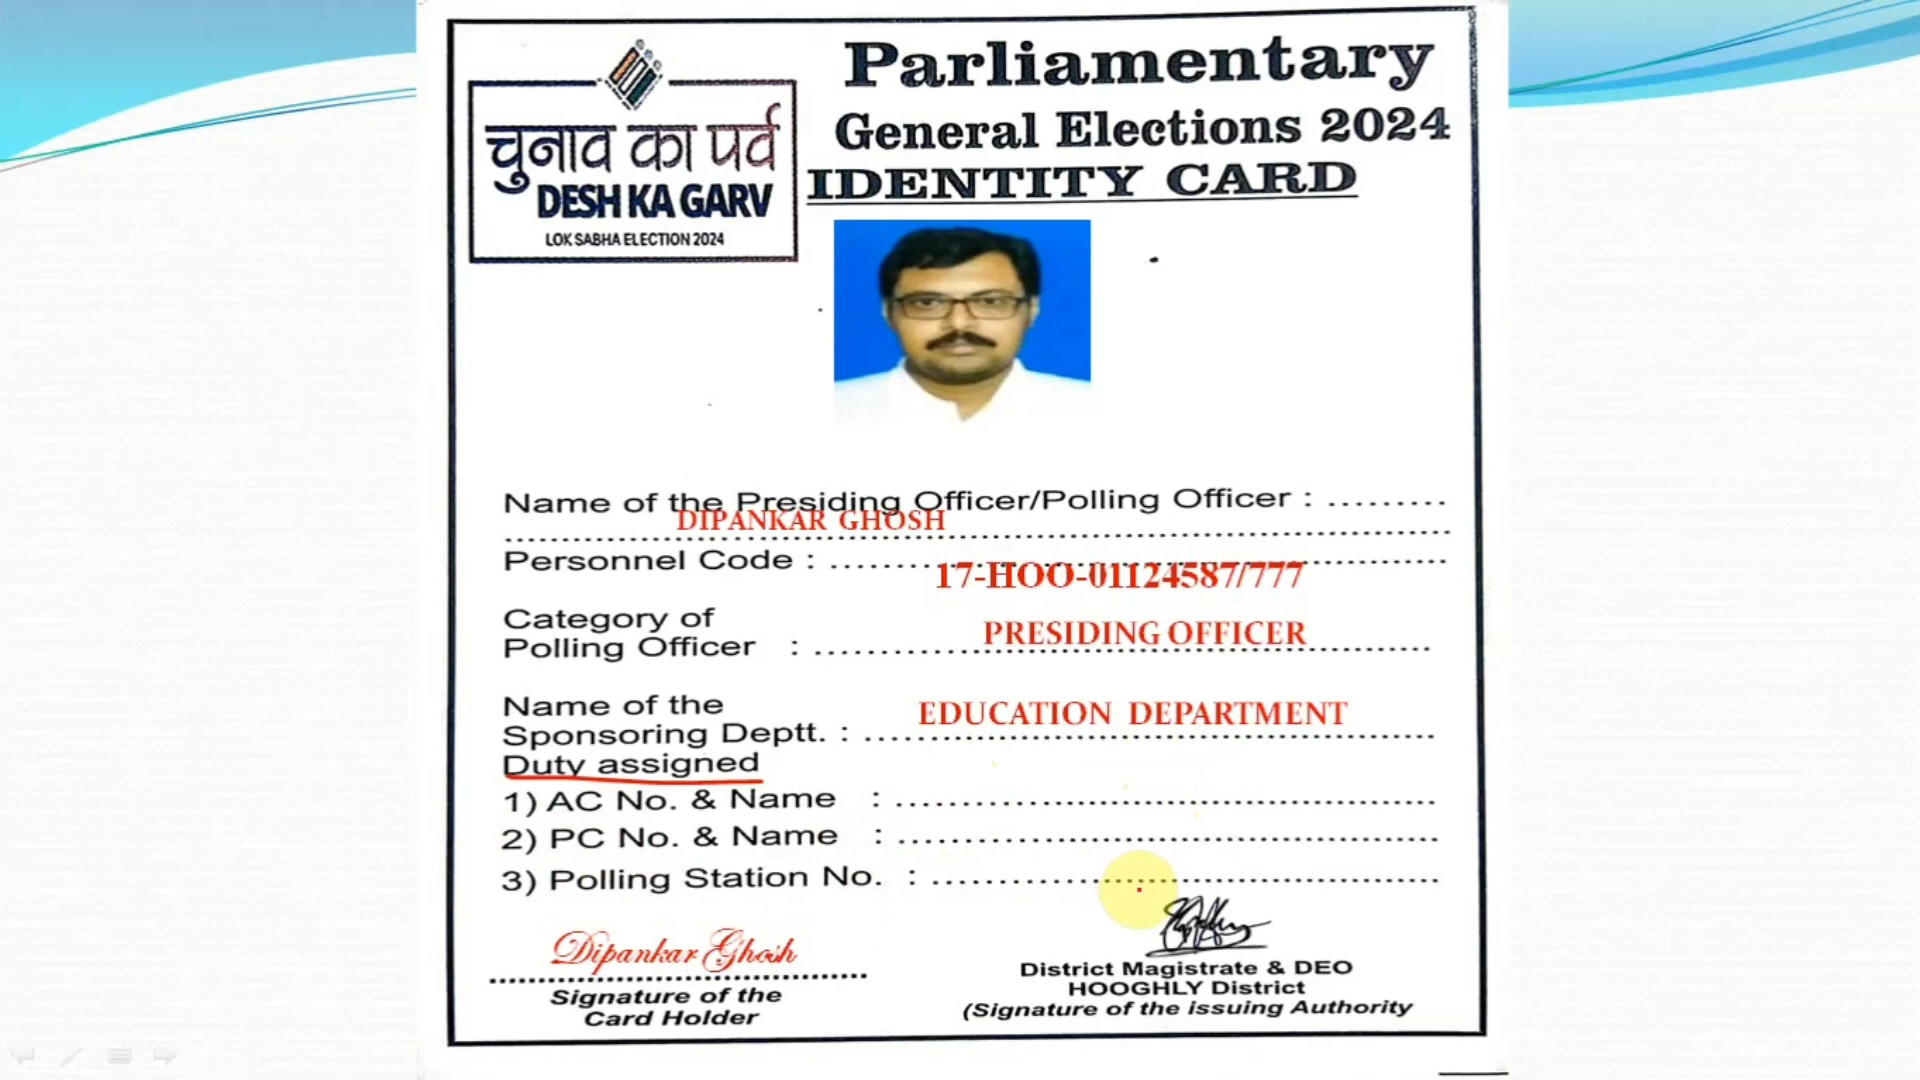 चुनाव का पर्व
DESH KA GARV
LOK SABHA ELECTION 2024
Parliamentary
General Elections 2024
IDENTITY CARD
Name of the Presiding Officer/Polling Officer : .........
DIPANKAR GHOSH
Personnel Code : 17-HOO-01124587/777
Category of
Polling Officer : PRESIDING OFFICER
Name of the
Sponsoring Deptt. : EDUCATION DEPARTMENT
Duty assigned
1) AC No. & Name :
2) PC No. & Name :
3) Polling Station No. :
Dipankar Ghosh
Signature of the
Card Holder
District Magistrate & DEO
HOOGHLY District
(Signature of the issuing Authority